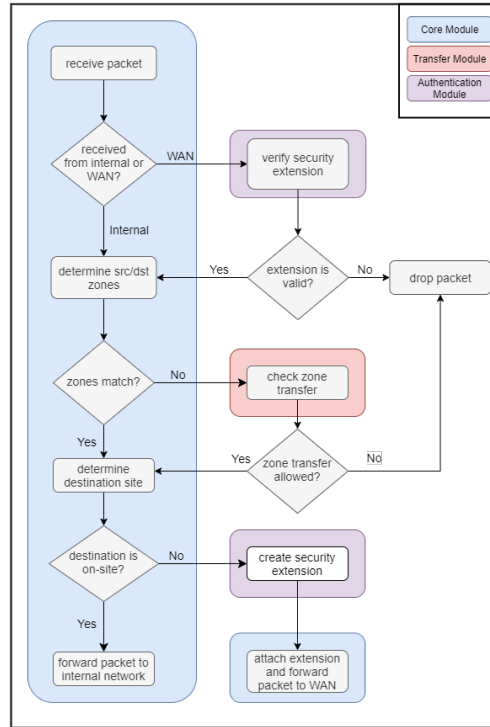 Core Module
Transfer Module
Authentication
Module
receive packet
received
from internal or
WAN?
WAN
verify security
extension
Internal
determine src/dst
zones
Yes
extension is
valid?
No
drop packet
zones match?
No
check zone
transfer
Yes
determine
destination site
Yes
zone transfer
allowed?
No
destination is
on-site?
No
create security
extension
Yes
forward packet to
internal network
attach extension
and forward
packet to WAN